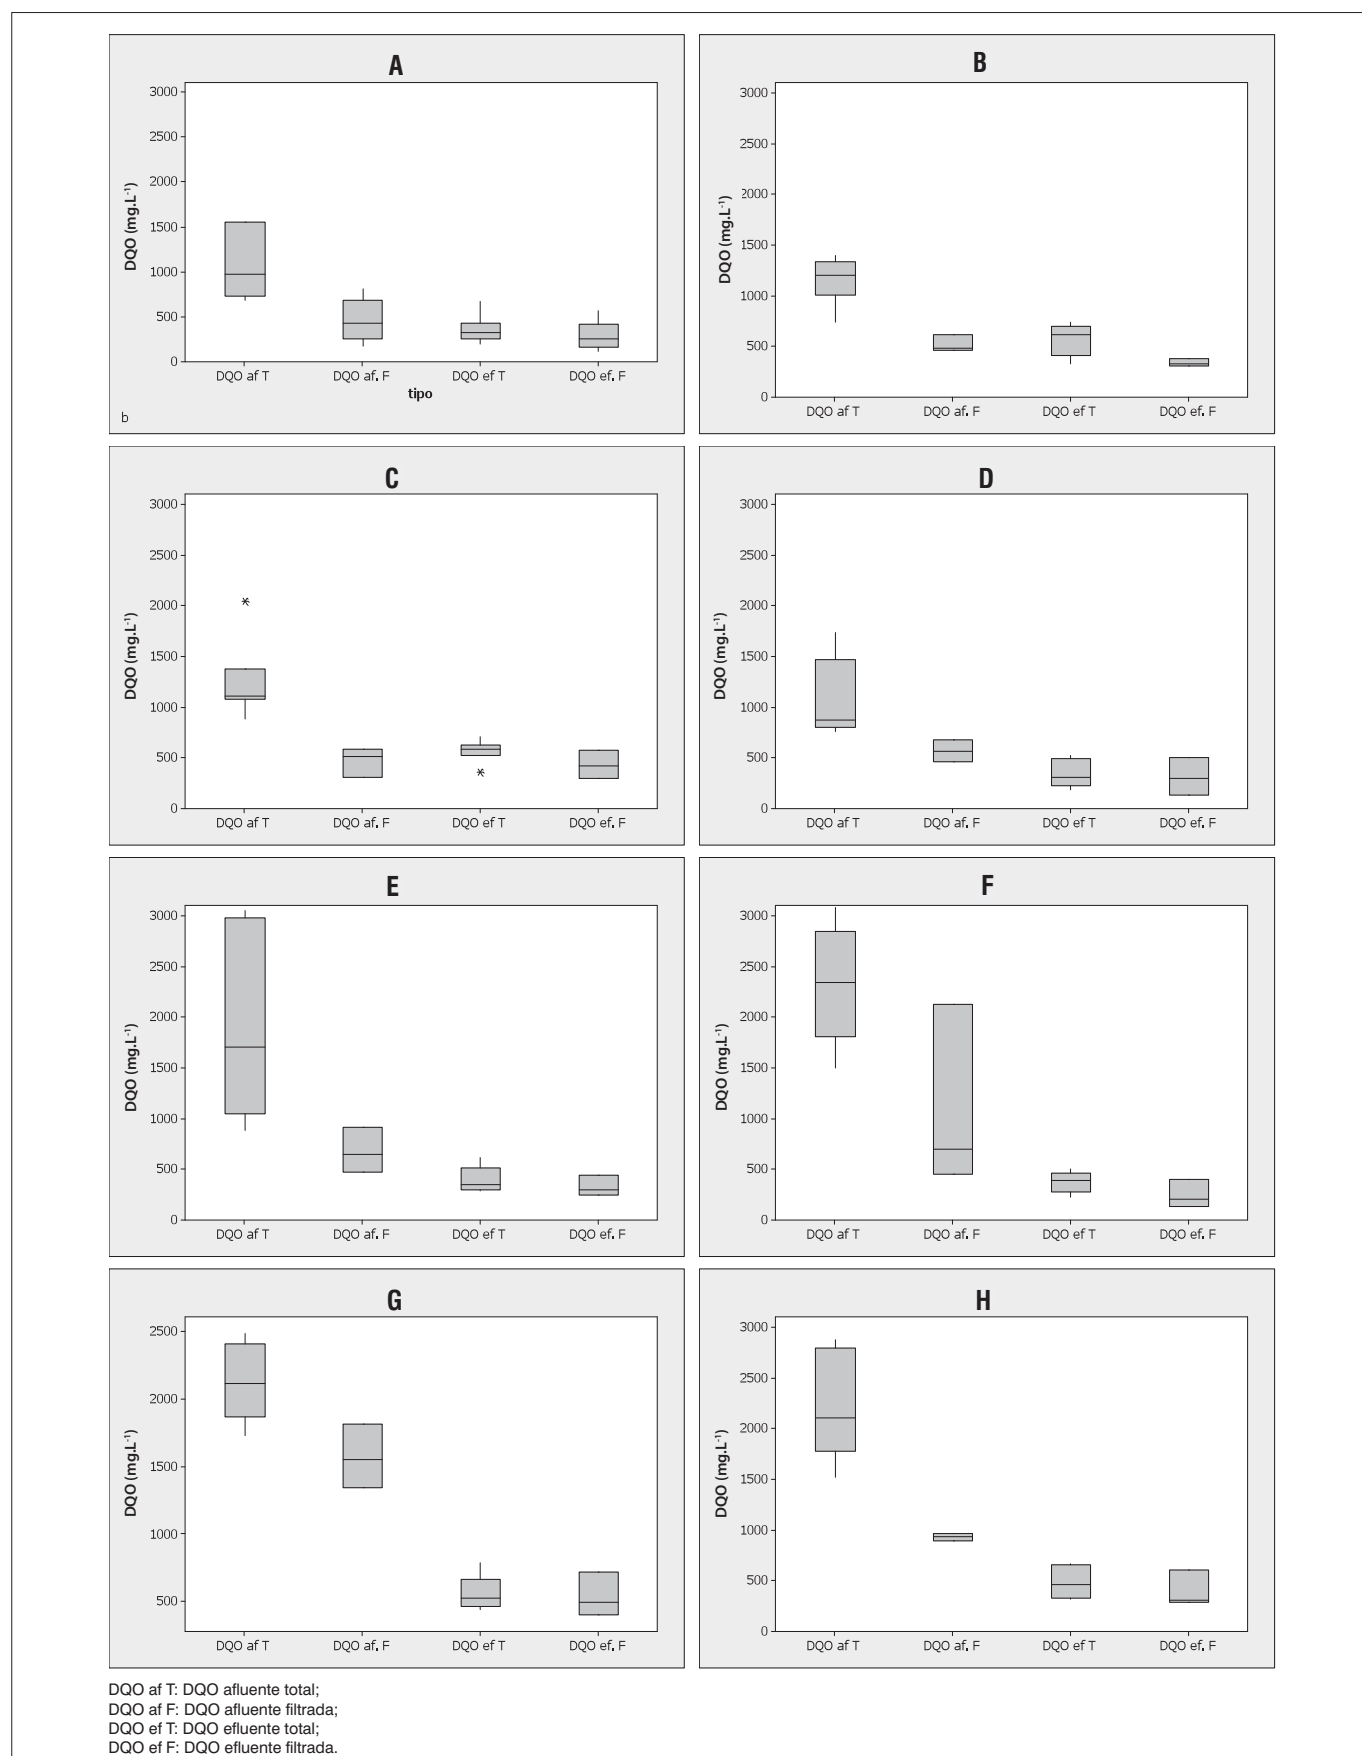 A
3000
2500
2000
1500
1000
500
0
DQO (mg.L-1)
DQO af T
DQO af. F
DQO ef T
DQO ef. F
tipo
b
B
3000
2500
2000
1500
1000
500
0
DQO (mg.L-1)
DQO af T
DQO af. F
DQO ef T
DQO ef. F
C
3000
2500
2000
1500
1000
500
0
DQO (mg.L-1)
DQO af T
DQO af. F
DQO ef T
DQO ef. F
D
3000
2500
2000
1500
1000
500
0
DQO (mg.L-1)
DQO af T
DQO af. F
DQO ef T
DQO ef. F
E
3000
2500
2000
1500
1000
500
0
DQO (mg.L-1)
DQO af T
DQO af. F
DQO ef T
DQO ef. F
F
3000
2500
2000
1500
1000
500
0
DQO (mg.L-1)
DQO af T
DQO af. F
DQO ef T
DQO ef. F
G
2500
2000
1500
1000
500
DQO (mg.L-1)
DQO af T
DQO af. F
DQO ef T
DQO ef. F
H
3000
2500
2000
1500
1000
500
0
DQO (mg.L-1)
DQO af T
DQO af. F
DQO ef T
DQO ef. F
DQO af T: DQO afluente total;
DQO af F: DQO afluente filtrada;
DQO ef T: DQO efluente total;
DQO ef F: DQO efluente filtrada.